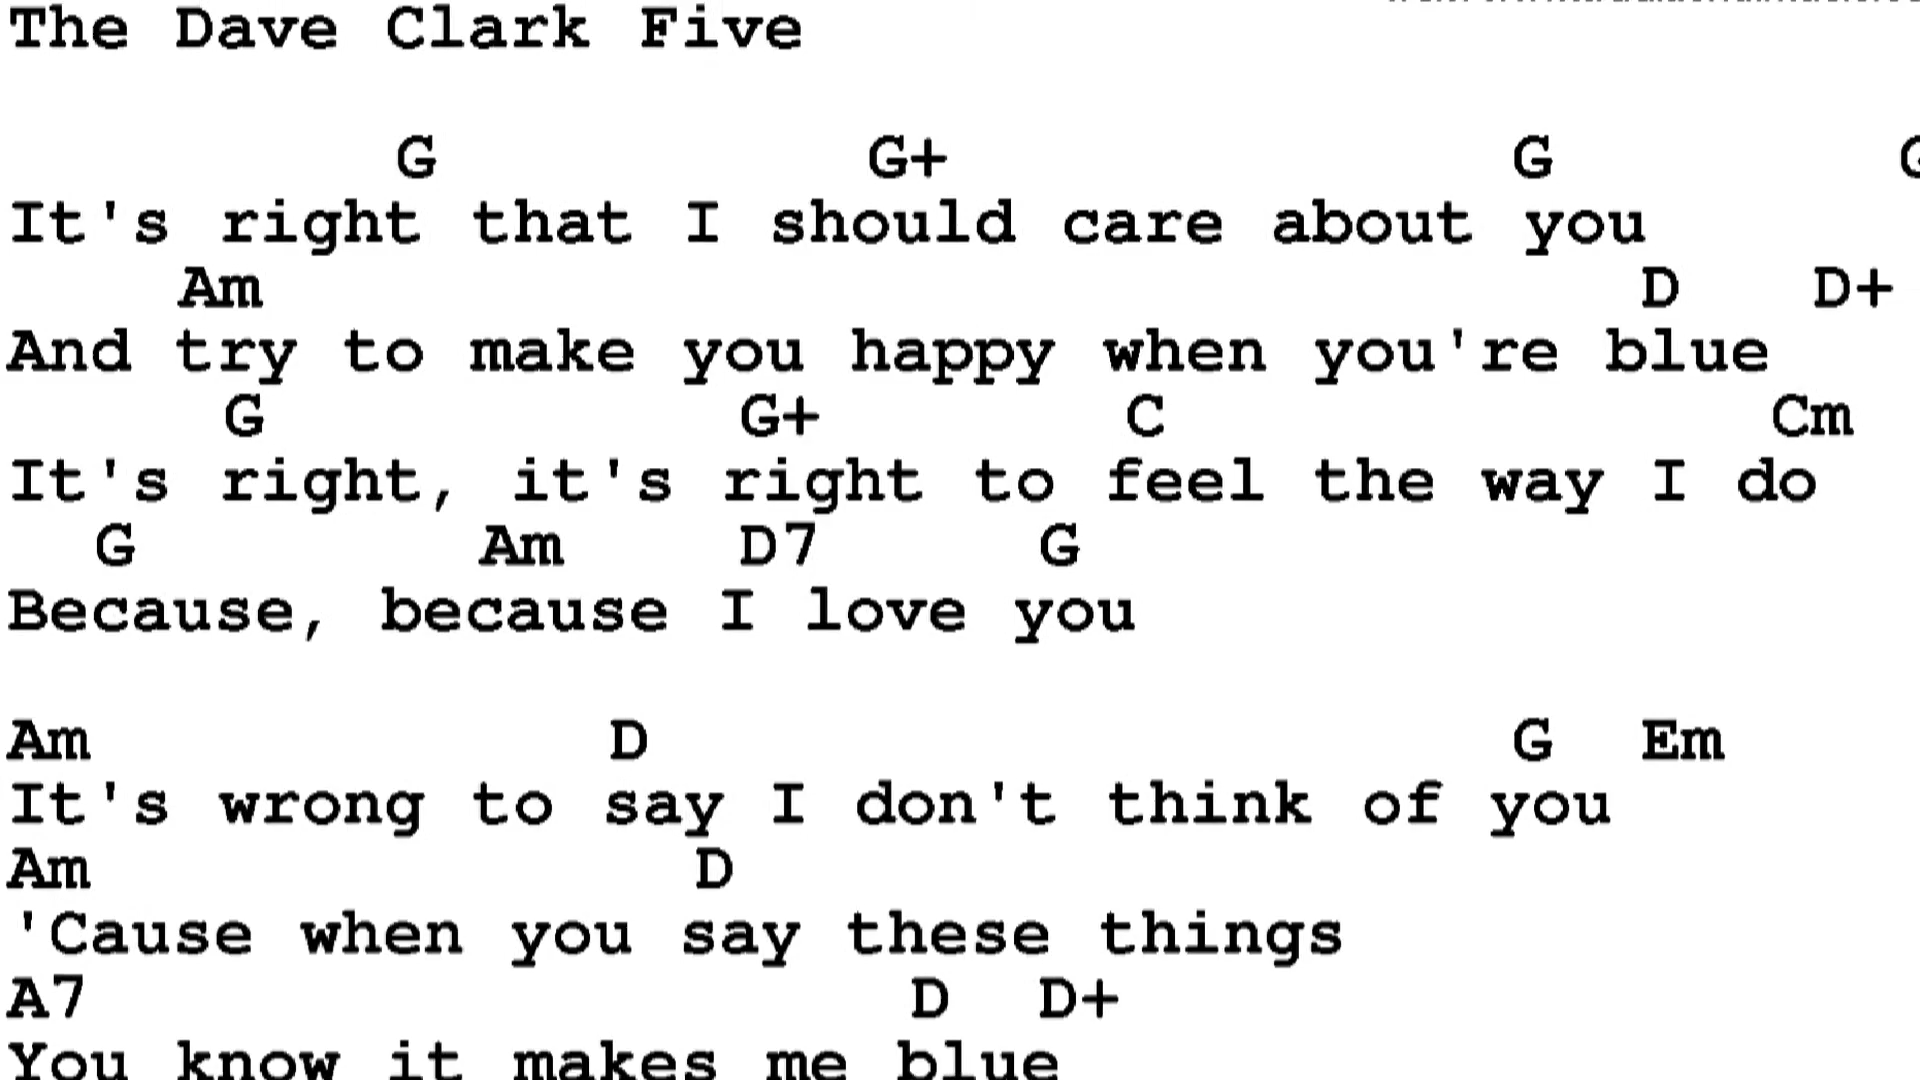 The Dave Clark Five
G G+ G
It's right that I should care about you
Am D D+
And try to make you happy when you're blue
G G+ C Cm
It's right, it's right to feel the way I do
G Am D7 G
Because, because I love you
Am D G Em
It's wrong to say I don't think of you
Am D
'Cause when you say these things
A7 D D+
You know it makes me blue